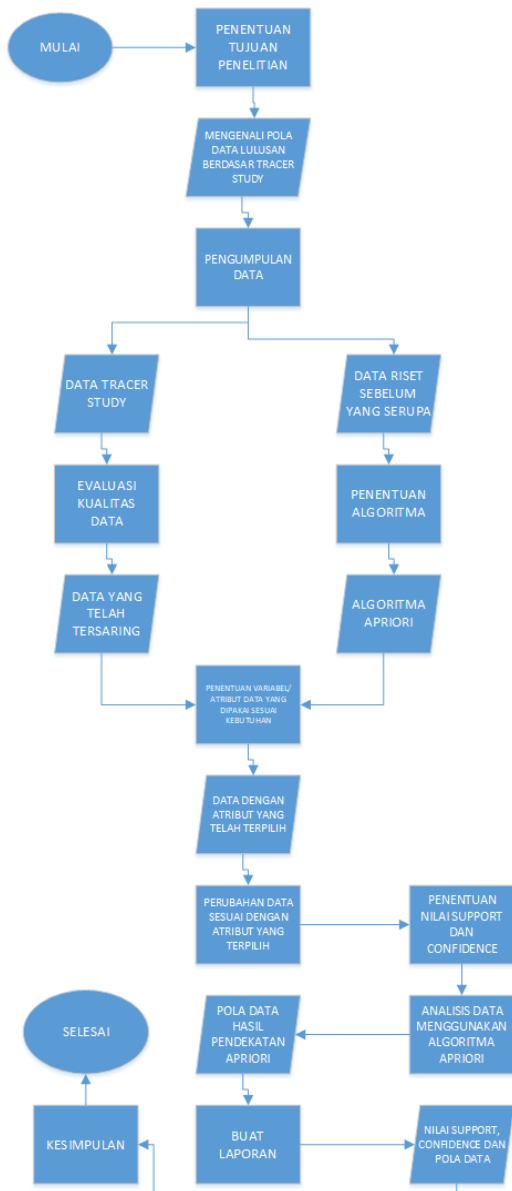 MULAI
PENENTUAN
TUJUAN
PENELITIAN
MENGENALI POLA
DATA LULUSAN
BERDASAR TRACER
STUDY
PENGUMPULAN
DATA
DATA TRACER
STUDY
DATA RISET
SEBELUM
YANG SERUPA
EVALUASI
KUALITAS
DATA
PENENTUAN
ALGORITMA
DATA YANG
TELAH
TERSARING
ALGORITMA
APRIORI
PENENTUAN VARIABEL/
ATRIBUT DATA YANG
DIPAKAI SESUAI
KEBUTUHAN
DATA DENGAN
ATRIBUT YANG
TELAH TERPILIH
PERUBAHAN DATA
SESUAI DENGAN
ATRIBUT YANG
TERPILIH
PENENTUAN
NILAI SUPPORT
DAN
CONFIDENCE
SELESAI
POLA DATA
HASIL
PENDEKATAN
APRIORI
ANALISIS DATA
MENGGUNAKAN
ALGORITMA
APRIORI
KESIMPULAN
BUAT
LAPORAN
NILAI SUPPORT,
CONFIDENCE DAN
POLA DATA